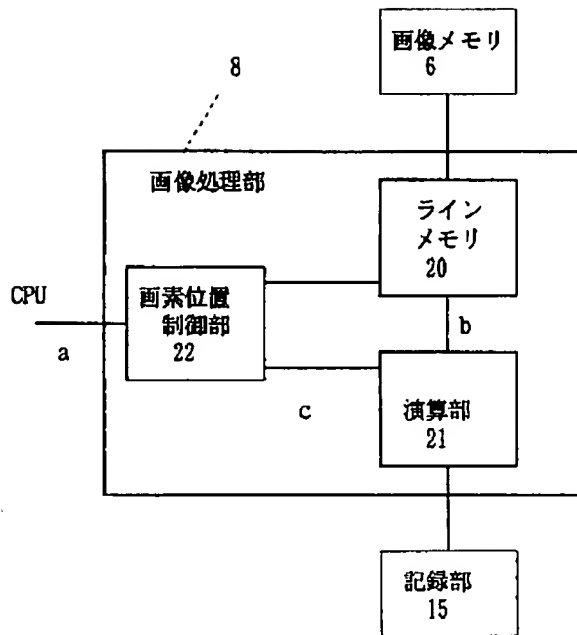 画像メモリ
6
8
画像処理部
ライン
メモリ
20
CPU
画素位置
制御部
22
a
b
c
演算部
21
記録部
15